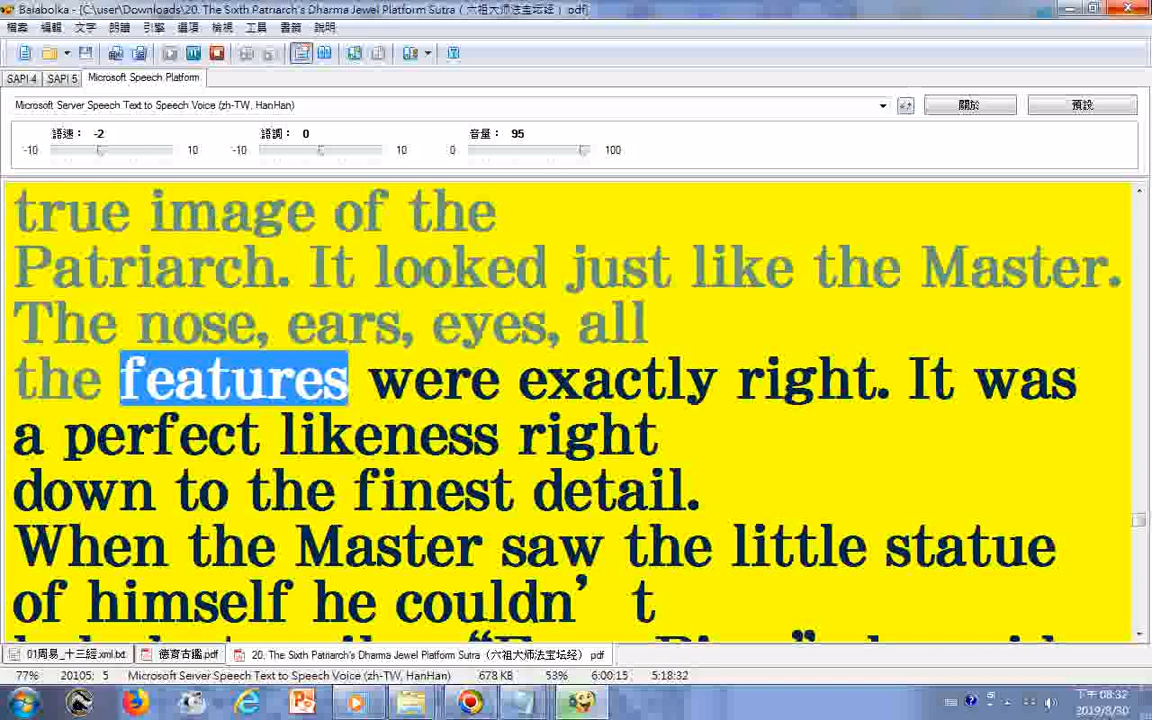 Balabolka - [C:\user\Downloads\20. The Sixth Patriarch's Dharma Jewel Platform Sutra（六祖大师法宝坛经）.pdf]
檔案 編輯 文字 朗讀 引擎 選項 檢視 工具 書籤 說明
SAPI 4 SAPI 5 Microsoft Speech Platform
Microsoft Server Speech Text to Speech Voice (zh-TW, HanHan) 關於 預設
語速： -2 語調： 0 音量： 95
-10 10 -10 10 0 100
true image of the
Patriarch. It looked just like the Master.
The nose, ears, eyes, all
the features were exactly right. It was
a perfect likeness right
down to the finest detail.
When the Master saw the little statue
of himself he couldn’t
01周易_十三經.xml.txt 德育古鑑.pdf 20. The Sixth Patriarch's Dharma Jewel Platform Sutra（六祖大师法宝坛经）.pdf
77% 20105: 5 Microsoft Server Speech Text to Speech Voice (zh-TW, HanHan) 678 KB 53% 6:00:15 5:18:32
下午 08:32
2019/8/30